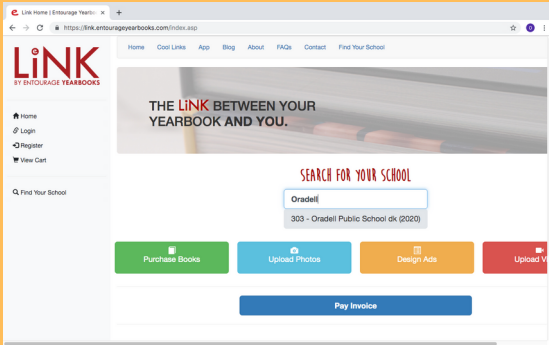 Link Home | Entourage Yearbo
https://link.entourageyearbooks.com/index.asp
LiNK
BY ENTOURAGE YEARBOOKS
Home
Login
Register
View Cart
Find Your School
Home Cool Links App Blog About FAQs Contact Find Your School
THE LiNK BETWEEN YOUR
YEARBOOK AND YOU.
SEARCH FOR YOUR SCHOOL
Oradell
303 - Oradell Public School dk (2020)
Purchase Books
Upload Photos
Design Ads
Upload Vi
Pay Invoice